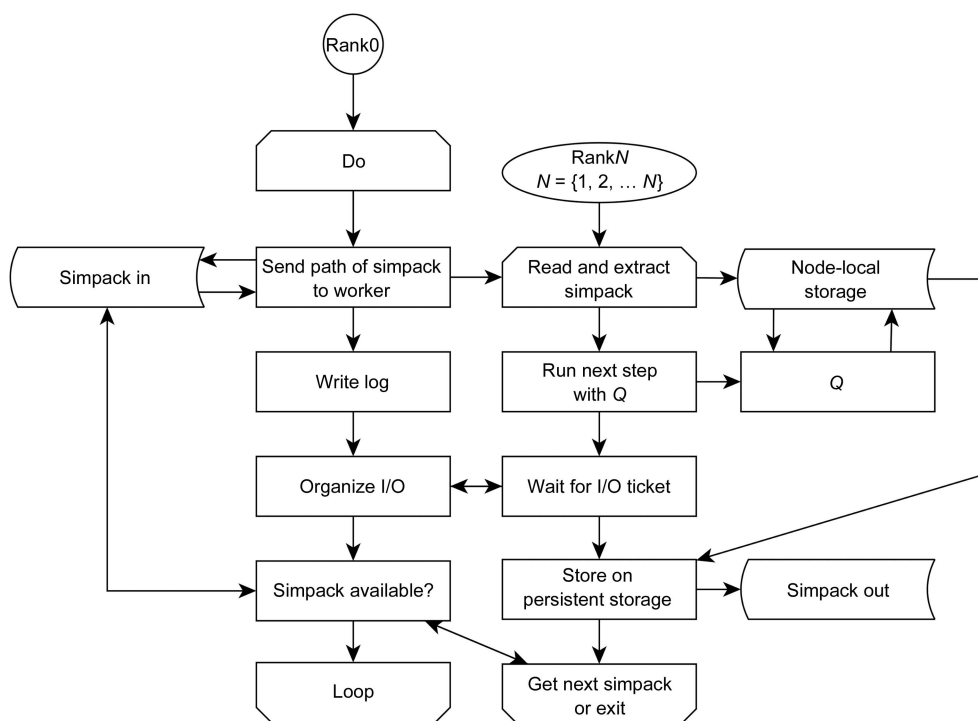 Rank0
Do
RankN
N = {1, 2, … N}
Simpack in
Send path of simpack
to worker
Read and extract
simpack
Node-local
storage
Write log
Run next step
with Q
Q
Organize I/O
Wait for I/O ticket
Simpack available?
Store on
persistent storage
Simpack out
Loop
Get next simpack
or exit